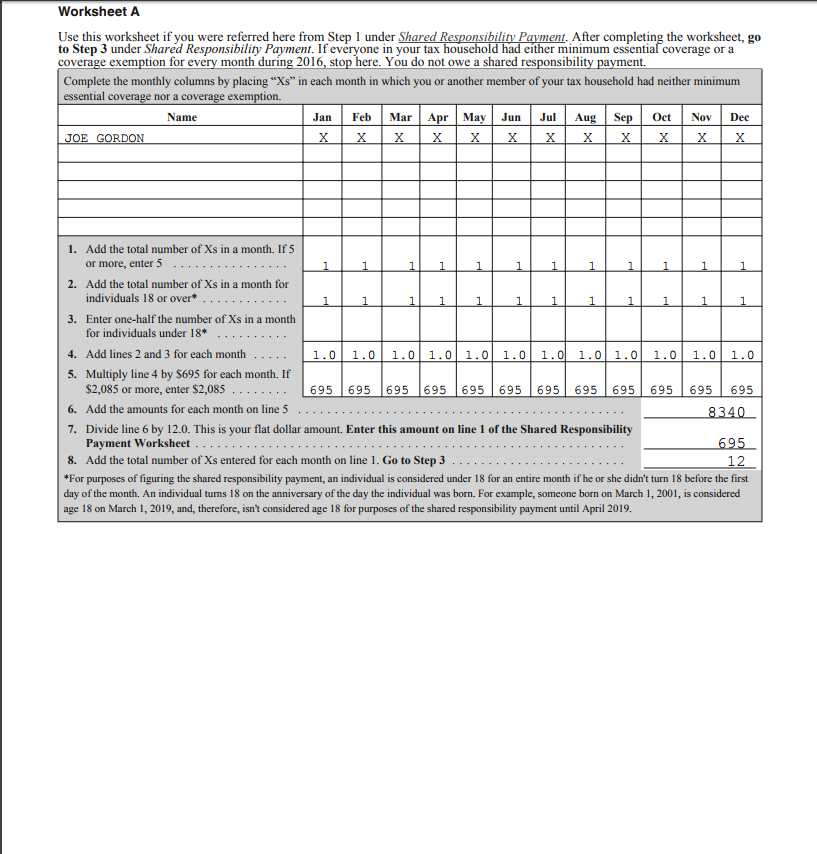 Worksheet A
Use this worksheet if you were referred here from Step 1 under Shared Responsibility Payment. After completing the worksheet, go
to Step 3 under Shared Responsibility Payment. If everyone in your tax household had either minimum essential coverage or a
coverage exemption for every month during 2016, stop here. You do not owe a shared responsibility payment.
Complete the monthly columns by placing “Xs” in each month in which you or another member of your tax household had neither minimum
essential coverage nor a coverage exemption.
Name Jan Feb Mar Apr May Jun Jul Aug Sep Oct Nov Dec
JOE GORDON X X X X X X X X X X X X
1. Add the total number of Xs in a month. If 5
or more, enter 5 . . . . . . . . . . . . . . . . 1 1 1 1 1 1 1 1 1 1 1 1
2. Add the total number of Xs in a month for
individuals 18 or over* . . . . . . . . . . . . 1 1 1 1 1 1 1 1 1 1 1 1
3. Enter one-half the number of Xs in a month
for individuals under 18* . . . . . . . . . .
4. Add lines 2 and 3 for each month . . . . . 1.0 1.0 1.0 1.0 1.0 1.0 1.0 1.0 1.0 1.0 1.0 1.0
5. Multiply line 4 by $695 for each month. If
$2,085 or more, enter $2,085 . . . . . . . . 695 695 695 695 695 695 695 695 695 695 695 695
6. Add the amounts for each month on line 5 . . . . . . . . . . . . . . . . . . . . . . . . . . . . . . . . . . . . . . . . . . . . 8340
7. Divide line 6 by 12.0. This is your flat dollar amount. Enter this amount on line 1 of the Shared Responsibility
Payment Worksheet . . . . . . . . . . . . . . . . . . . . . . . . . . . . . . . . . . . . . . . . . . . . . . . . . . . . . . . . . 695
8. Add the total number of Xs entered for each month on line 1. Go to Step 3 . . . . . . . . . . . . . . . . . . . . . . . . 12
*For purposes of figuring the shared responsibility payment, an individual is considered under 18 for an entire month if he or she didn't turn 18 before the first
day of the month. An individual turns 18 on the anniversary of the day the individual was born. For example, someone born on March 1, 2001, is considered
age 18 on March 1, 2019, and, therefore, isn't considered age 18 for purposes of the shared responsibility payment until April 2019.